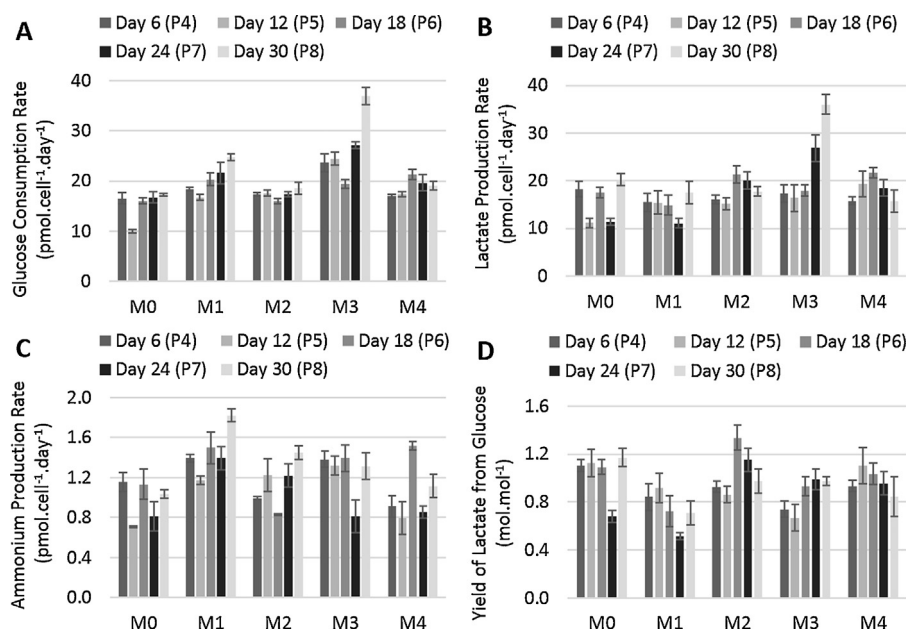 A
Day 6 (P4) Day 12 (P5) Day 18 (P6)
Day 24 (P7) Day 30 (P8)
Glucose Consumption Rate
(pmol.cell⁻¹.day⁻¹)
40
30
20
10
0
M0 M1 M2 M3 M4
B
Day 6 (P4) Day 12 (P5) Day 18 (P6)
Day 24 (P7) Day 30 (P8)
Lactate Production Rate
(pmol.cell⁻¹.day⁻¹)
40
30
20
10
0
M0 M1 M2 M3 M4
C
Day 6 (P4) Day 12 (P5) Day 18 (P6)
Day 24 (P7) Day 30 (P8)
Ammonium Production Rate
(pmol.cell⁻¹.day⁻¹)
2.0
1.6
1.2
0.8
0.4
0.0
M0 M1 M2 M3 M4
D
Day 6 (P4) Day 12 (P5) Day 18 (P6)
Day 24 (P7) Day 30 (P8)
Yield of Lactate from Glucose
(mol.mol⁻¹)
1.6
1.2
0.8
0.4
0.0
M0 M1 M2 M3 M4